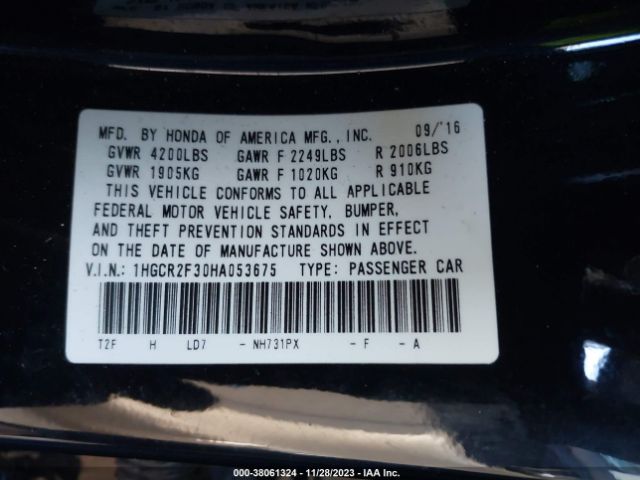 MFD. BY HONDA OF AMERICA MFG., INC. 09/'16
GVWR 4200LBS GAWR F 2249LBS R 2006LBS
GVWR 1905KG GAWR F 1020KG R 910KG
THIS VEHICLE CONFORMS TO ALL APPLICABLE
FEDERAL MOTOR VEHICLE SAFETY, BUMPER,
AND THEFT PREVENTION STANDARDS IN EFFECT
ON THE DATE OF MANUFACTURE SHOWN ABOVE.
V.I.N.: 1HGCR2F30HA053675 TYPE: PASSENGER CAR
T2F H LD7 - NH731PX - F - A
000-38061324 | 11/28/2023 - IAA Inc.